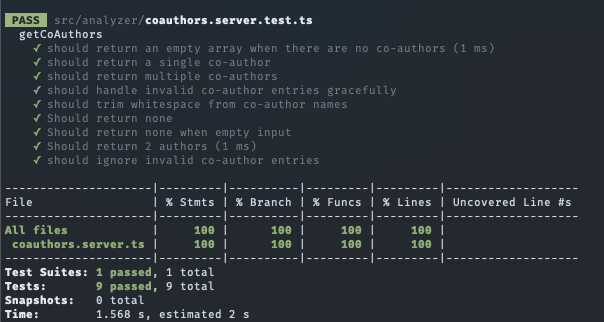 PASS src/analyzer/coauthors.server.test.ts
getCoAuthors
✓ should return an empty array when there are no co-authors (1 ms)
✓ should return a single co-author
✓ should return multiple co-authors
✓ should handle invalid co-author entries gracefully
✓ should trim whitespace from co-author names
✓ Should return none
✓ Should return none when empty input
✓ Should return 2 authors (1 ms)
✓ should ignore invalid co-author entries
---------------------|---------|----------|---------|---------|-------------------
File                 | % Stmts | % Branch | % Funcs | % Lines | Uncovered Line #s
---------------------|---------|----------|---------|---------|-------------------
All files            |     100 |      100 |     100 |     100 |
 coauthors.server.ts |     100 |      100 |     100 |     100 |
---------------------|---------|----------|---------|---------|-------------------
Test Suites: 1 passed, 1 total
Tests:       9 passed, 9 total
Snapshots:   0 total
Time:        1.568 s, estimated 2 s